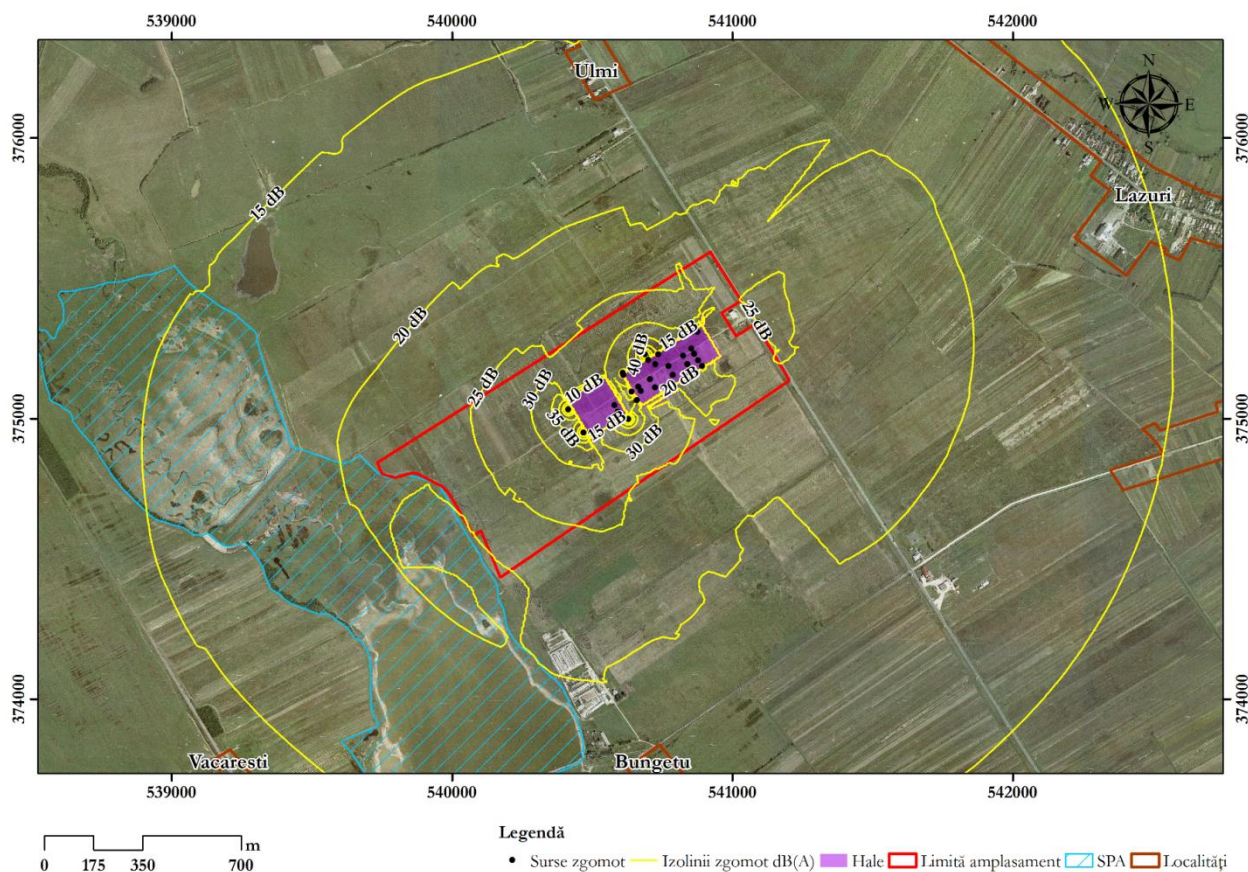 539000 540000 541000 542000
Ulmi
N
W E
S
376000 376000
Lazuri
15 dB
20 dB
25 dB
15 dB
40 dB
25 dB
30 dB
10 dB
20 dB
35 dB
15 dB
30 dB
375000 375000
374000 374000
Vacaresti Bungetu
539000 540000 541000 542000
Legendă
m
0 175 350 700
Surse zgomot Izolinii zgomot dB(A) Hale Limită amplasament SPA Localităţi